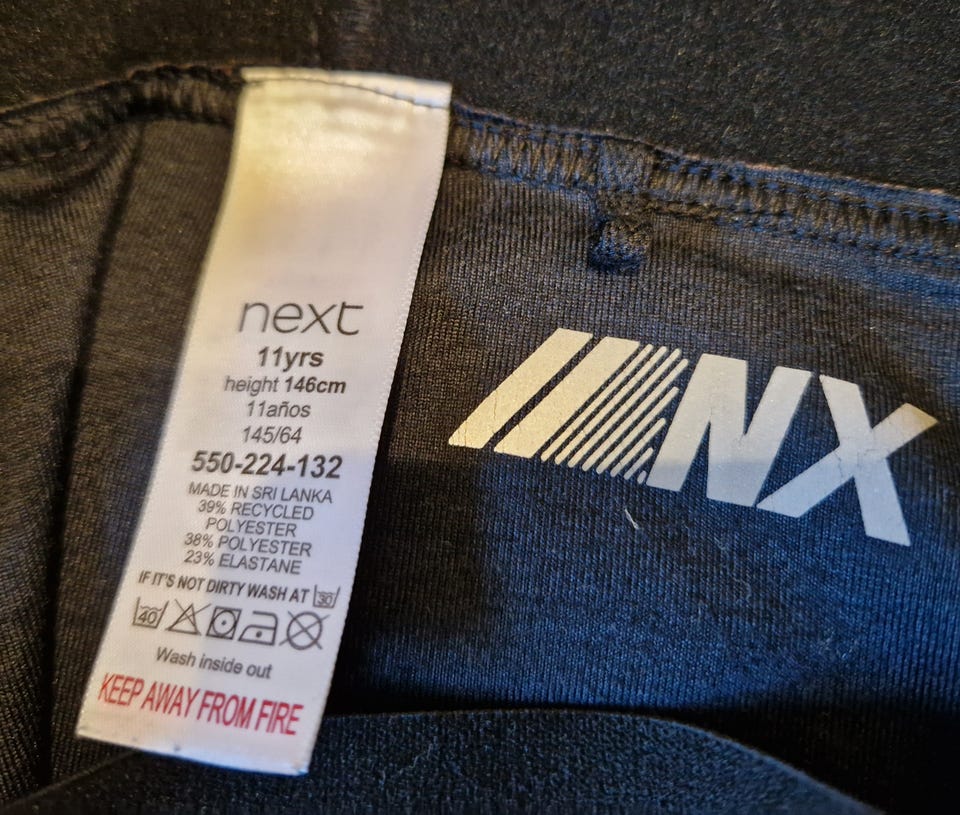 next
11yrs
height 146cm
11años
145/64
550-224-132
MADE IN SRI LANKA
39% RECYCLED
POLYESTER
38% POLYESTER
23% ELASTANE
IF IT'S NOT DIRTY WASH AT 30
40
Wash inside out
KEEP AWAY FROM FIRE
NX